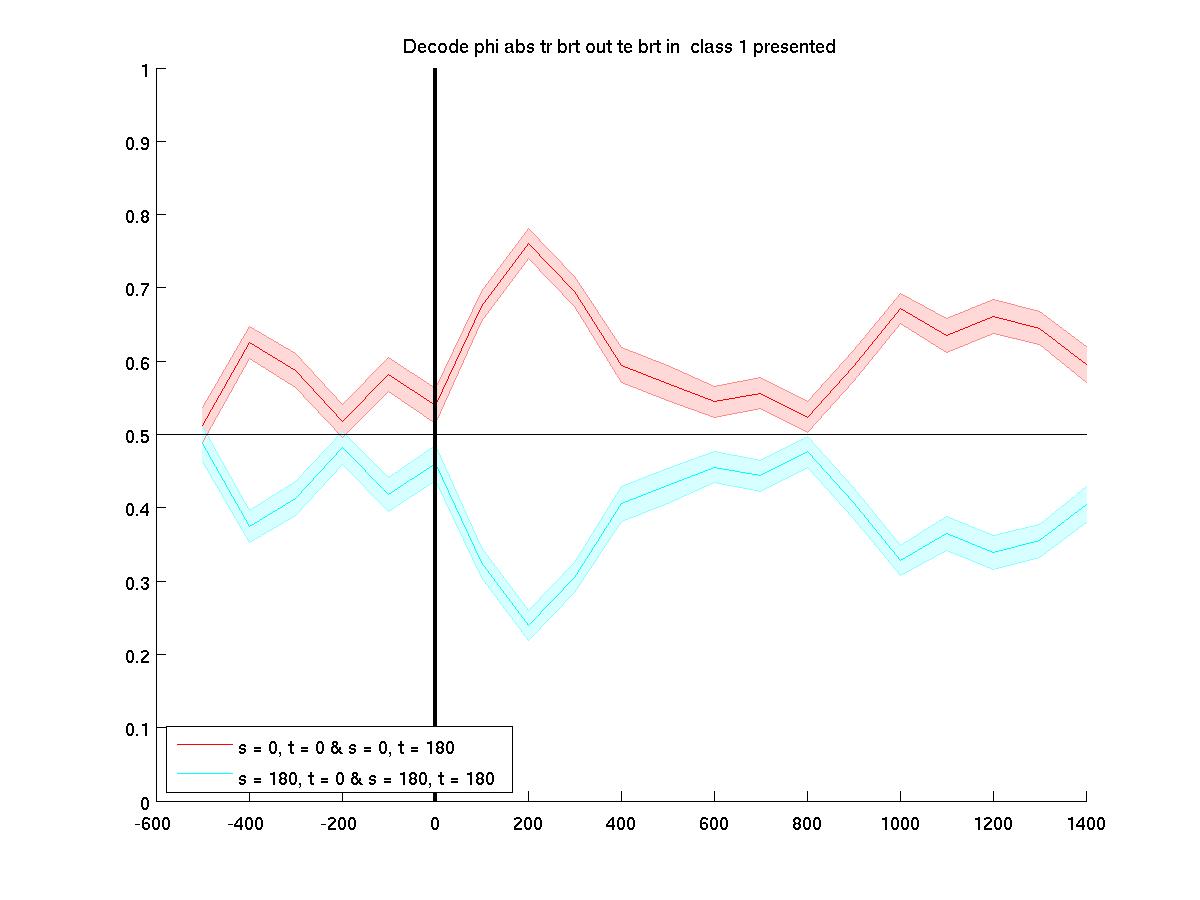 Decode phi abs tr brt out te brt in  class 1 presented
1
0.9
0.8
0.7
0.6
0.5
0.4
0.3
0.2
0.1
0
s = 0, t = 0 & s = 0, t = 180
s = 180, t = 0 & s = 180, t = 180
-600 -400 -200 0 200 400 600 800 1000 1200 1400